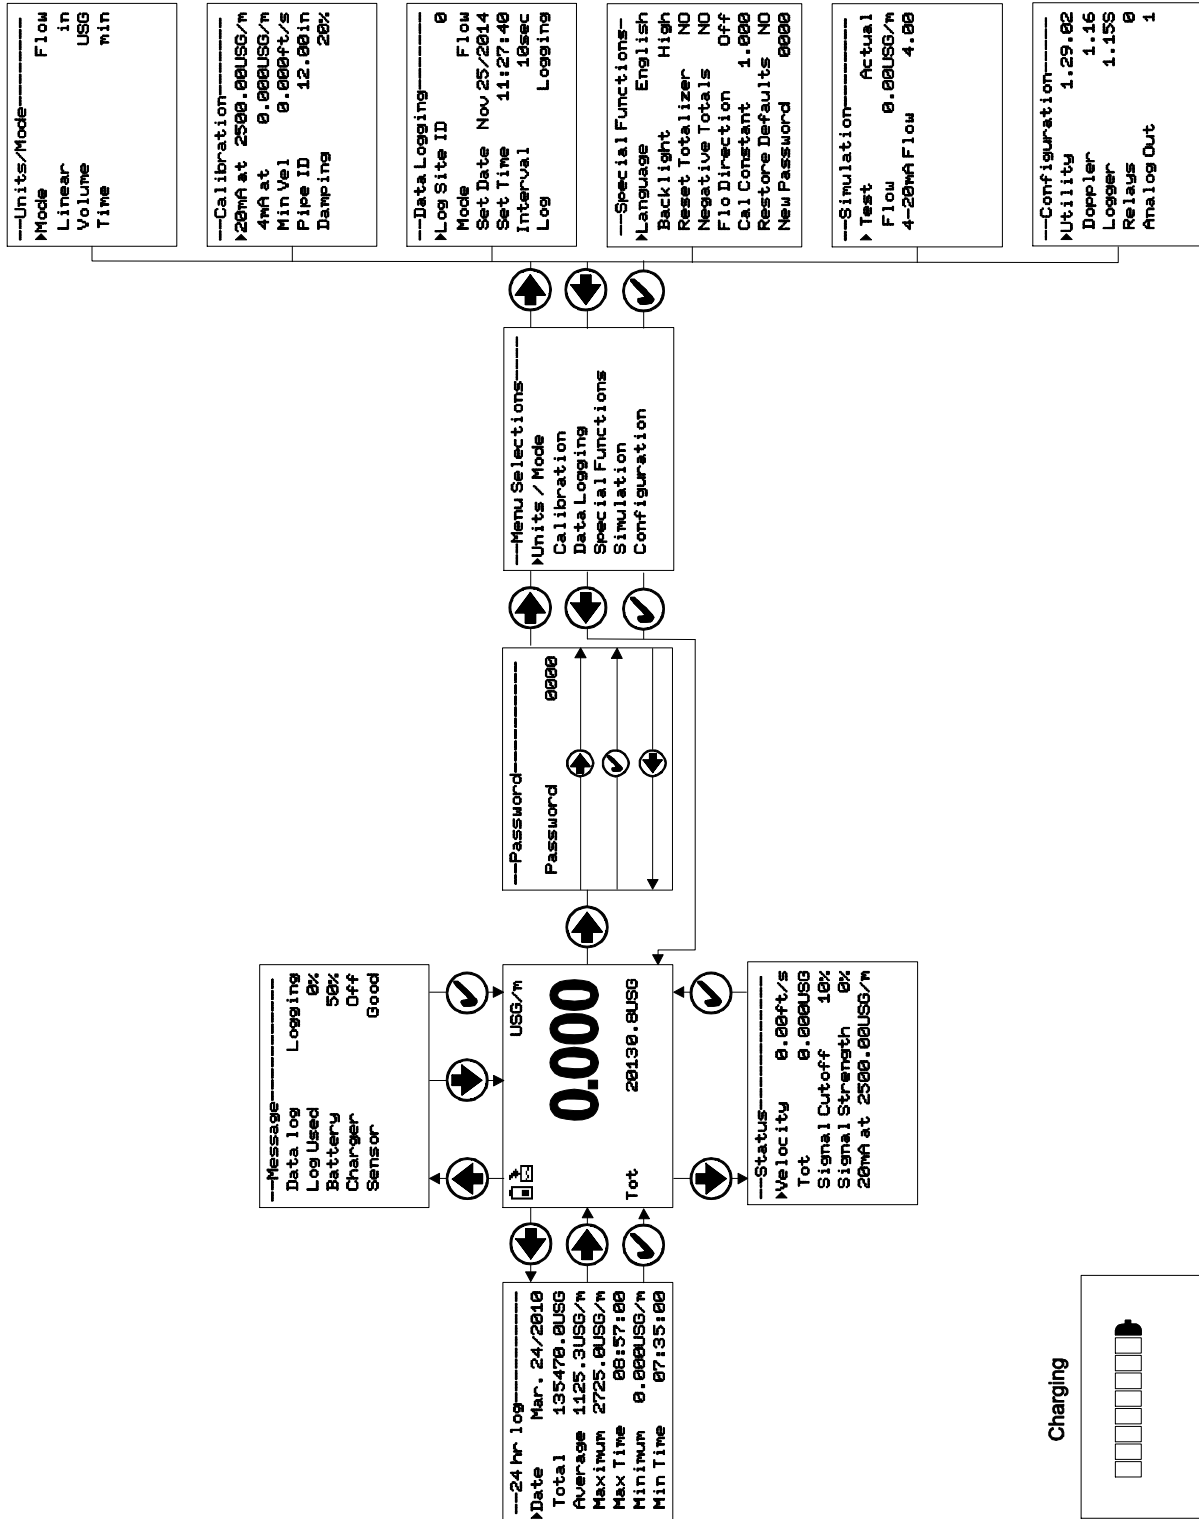 --Units/Mode----------
▶Mode Flow
Linear in
Volume USG
Time min
--Calibration---------
▶20mA at 2500.00USG/m
4mA at 0.000USG/m
Min Vel 0.000ft/s
Pipe ID 12.00in
Damping 20%
--Data Logging--------
▶Log Site ID 0
Mode Flow
Set Date Nov 25/2014
Set Time 11:27:40
Interval 10sec
Log Logging
--Special Functions-
▶Language English
Backlight High
Reset Totalizer NO
Negative Totals NO
Flo Direction Off
Cal Constant 1.000
Restore Defaults NO
New Password 0000
--Simulation----------
▶Test Actual
Flow 0.00USG/m
4-20mA Flow 4.00
--Configuration-------
▶Utility 1.29.02
Doppler 1.16
Logger 1.15S
Relays 0
Analog Out 1
--Menu Selections-----
▶Units / Mode
Calibration
Data Logging
Special Functions
Simulation
Configuration
--Password------------
Password 0000
--Message-------------
Data log Logging
Log Used 0%
Battery 50%
Charger Off
Sensor Good
USG/m
0.000
Tot 20130.8USG
--Status--------------
▶Velocity 0.00ft/s
Tot 0.000USG
Signal Cutoff 10%
Signal Strength 0%
20mA at 2500.00USG/m
--24 hr log-----------
▶Date Mar. 24/2010
Total 135470.0USG
Average 1125.3USG/m
Maximum 2725.0USG/m
Max Time 08:57:00
Minimum 0.000USG/m
Min Time 07:35:00
Charging